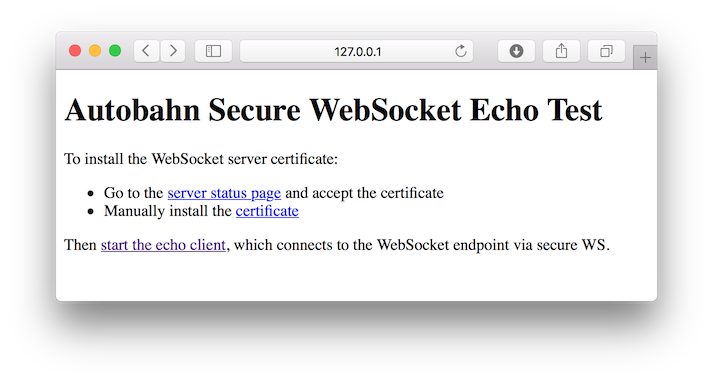 127.0.0.1
Autobahn Secure WebSocket Echo Test
To install the WebSocket server certificate:
• Go to the server status page and accept the certificate
• Manually install the certificate
Then start the echo client, which connects to the WebSocket endpoint via secure WS.